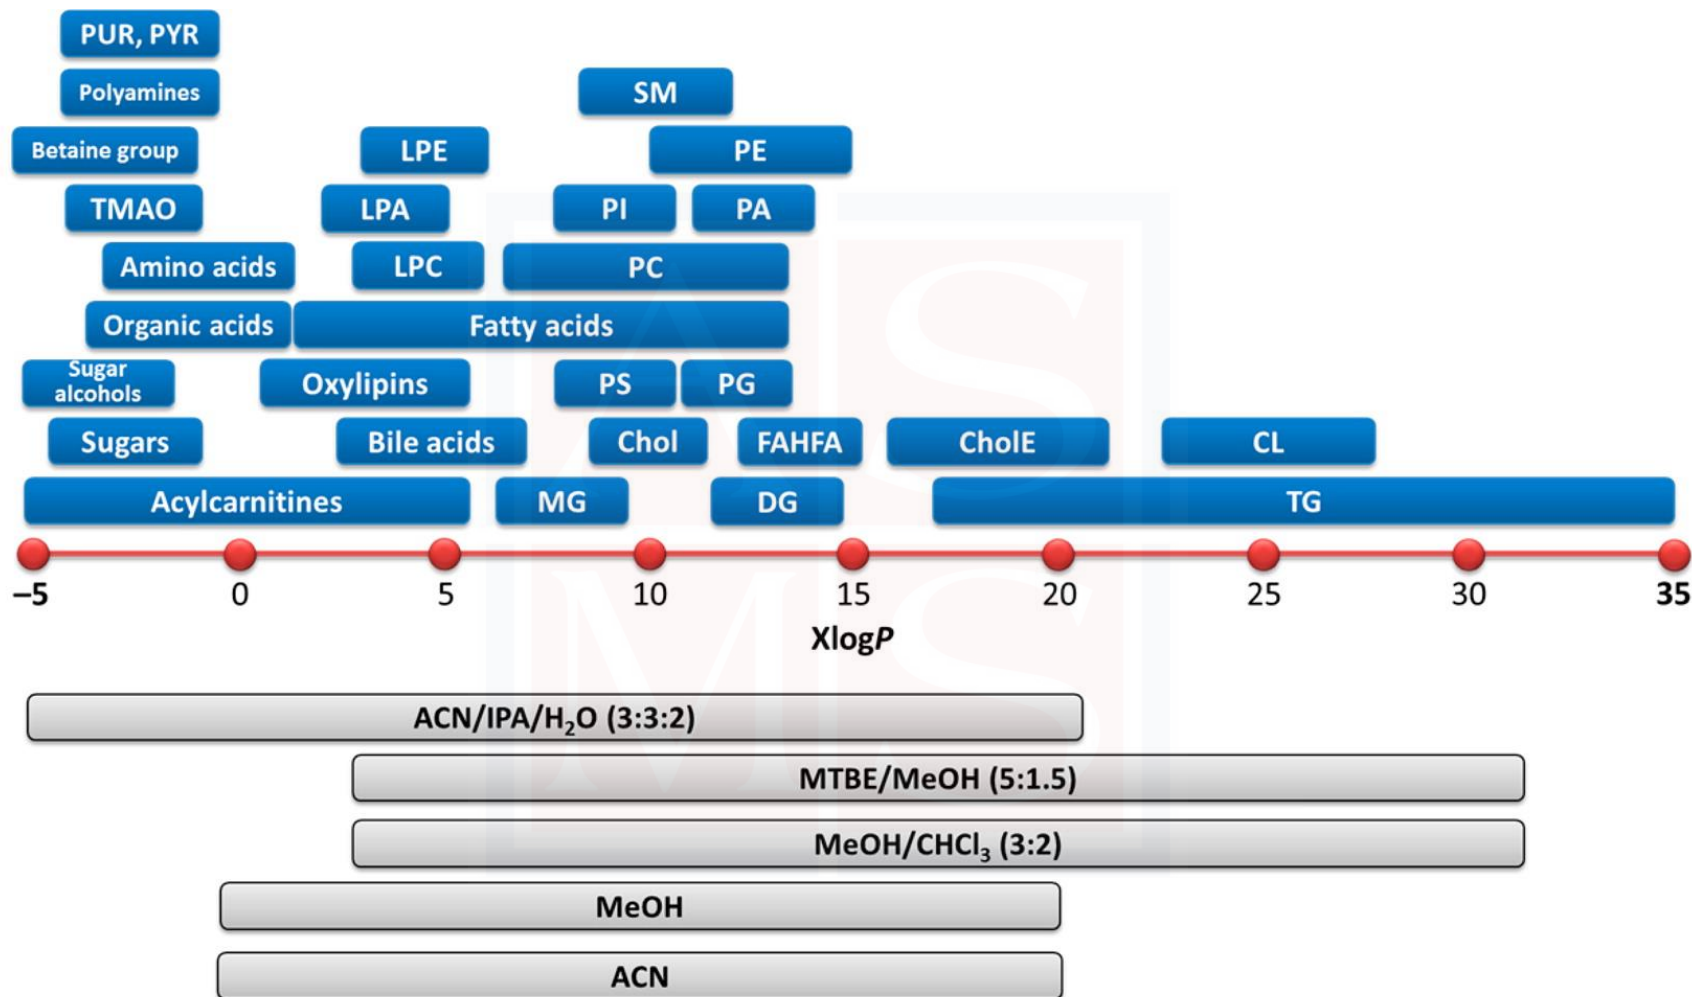 PUR, PYR
Polyamines
SM
Betaine group
LPE
PE
TMAO
LPA
PI
PA
Amino acids
LPC
PC
Organic acids
Fatty acids
Sugar
alcohols
Oxylipins
PS
PG
Sugars
Bile acids
Chol
FAHFA
CholE
CL
Acylcarnitines
MG
DG
TG
–5
0
5
10
15
20
25
30
35
XlogP
ACN/IPA/H₂O (3:3:2)
MTBE/MeOH (5:1.5)
MeOH/CHCl₃ (3:2)
MeOH
ACN
A S
M S